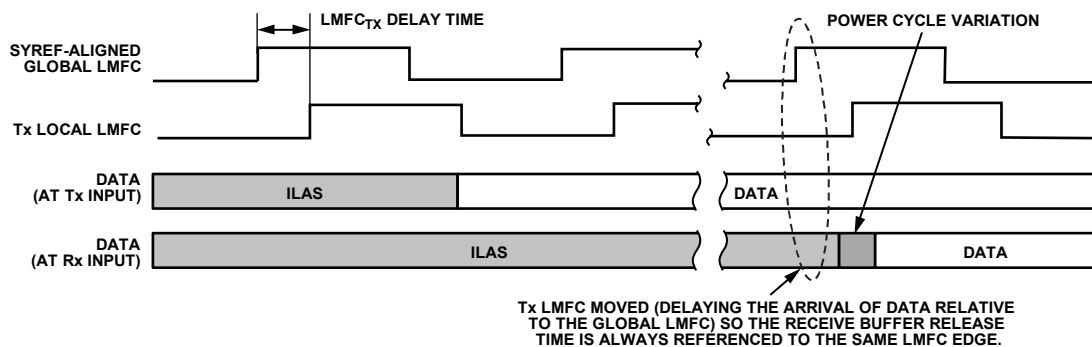 LMFCTX DELAY TIME
POWER CYCLE VARIATION
SYREF-ALIGNED
GLOBAL LMFC
Tx LOCAL LMFC
DATA
(AT Tx INPUT)
ILAS
DATA
DATA
(AT Rx INPUT)
ILAS
DATA
Tx LMFC MOVED (DELAYING THE ARRIVAL OF DATA RELATIVE
TO THE GLOBAL LMFC) SO THE RECEIVE BUFFER RELEASE
TIME IS ALWAYS REFERENCED TO THE SAME LMFC EDGE.